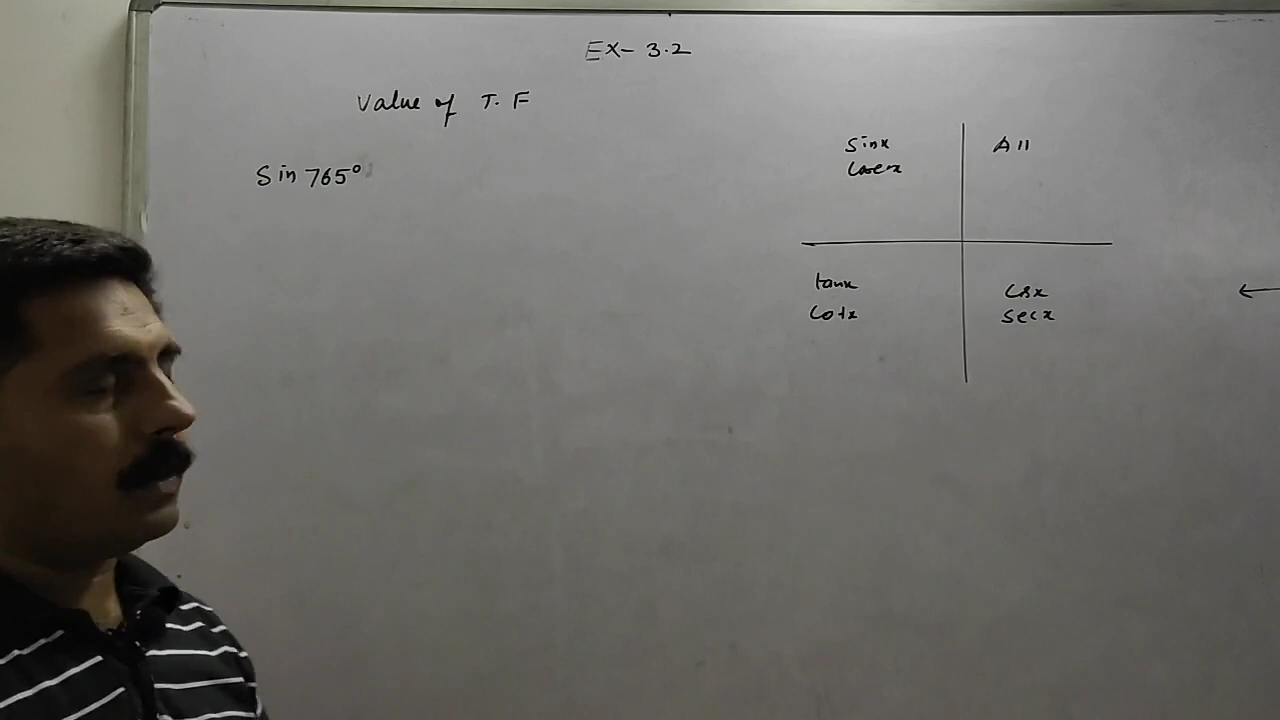 Ex- 3.2
Value of T. F
Sin 765°
Sinx
Cosecx
All
tanx
Cotx
Cosx
Secx